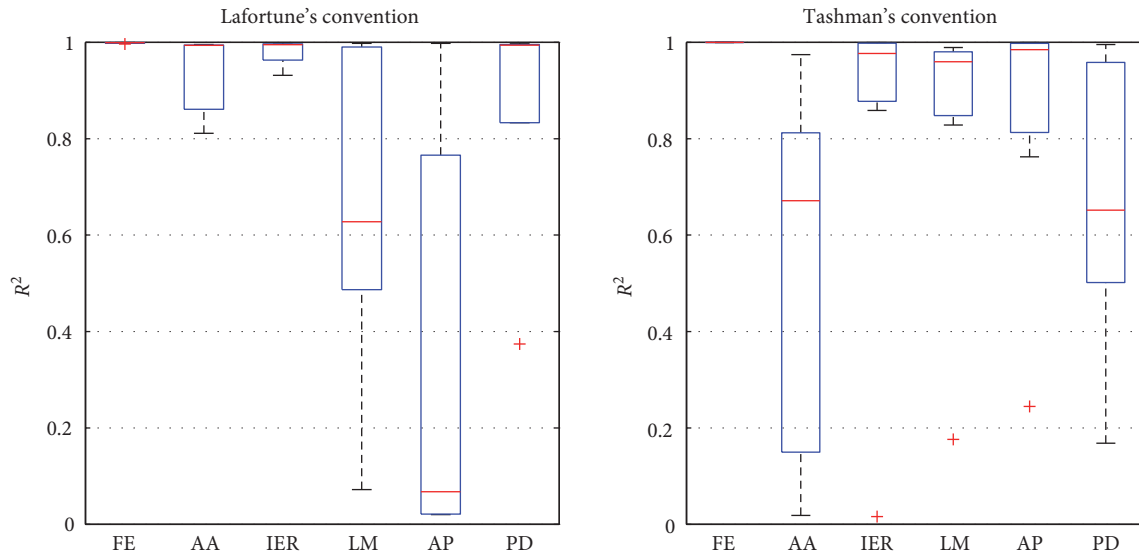 Lafortune's convention
1
0.8
0.6
0.4
0.2
0
R²
FE AA IER LM AP PD
Tashman's convention
1
0.8
0.6
0.4
0.2
0
R²
FE AA IER LM AP PD